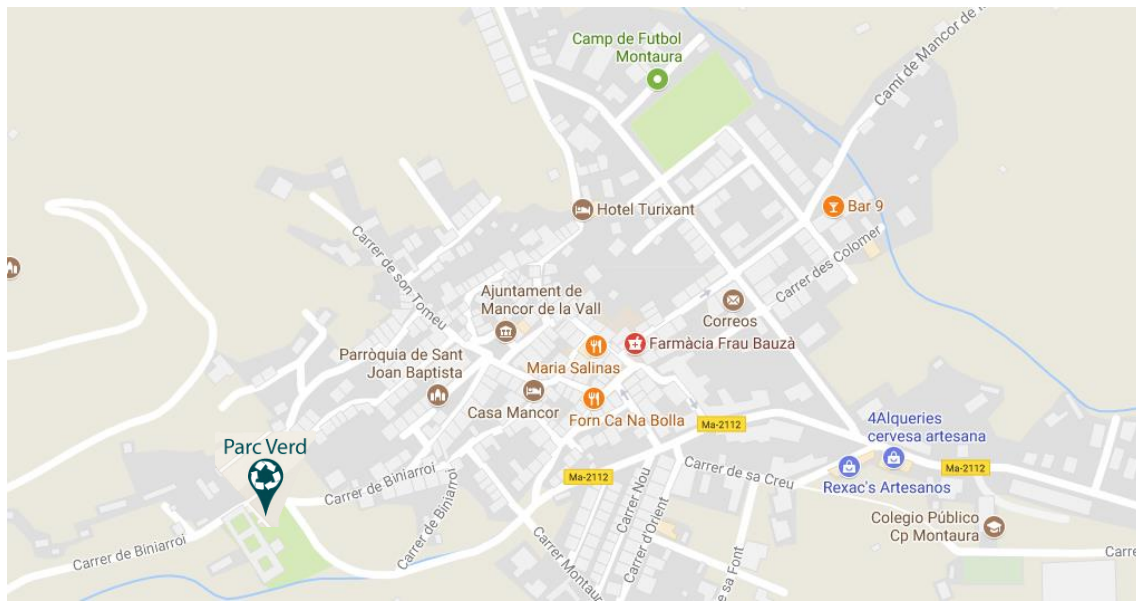 Camp de Futbol
Montaura
Camí de Mancor de
Hotel Turixant
Bar 9
Carrer de son Tomeu
Carrer des Colomer
Ajuntament de
Mancor de la Vall
Correos
Farmàcia Frau Bauzà
Maria Salinas
Parròquia de Sant
Joan Baptista
Casa Mancor
Forn Ca Na Bolla
Ma-2112
4Alqueries
cervesa artesana
Parc Verd
Ma-2112
Carrer de sa Creu
Ma-2112
Rexac's Artesanos
Carrer de Biniarroi
Carrer Nou
Carrer d'Orient
Colegio Público
Cp Montaura
Carrer de Biniarroi
Carrer de Biniarroi
Carrer Montaura
de sa Font
Carre